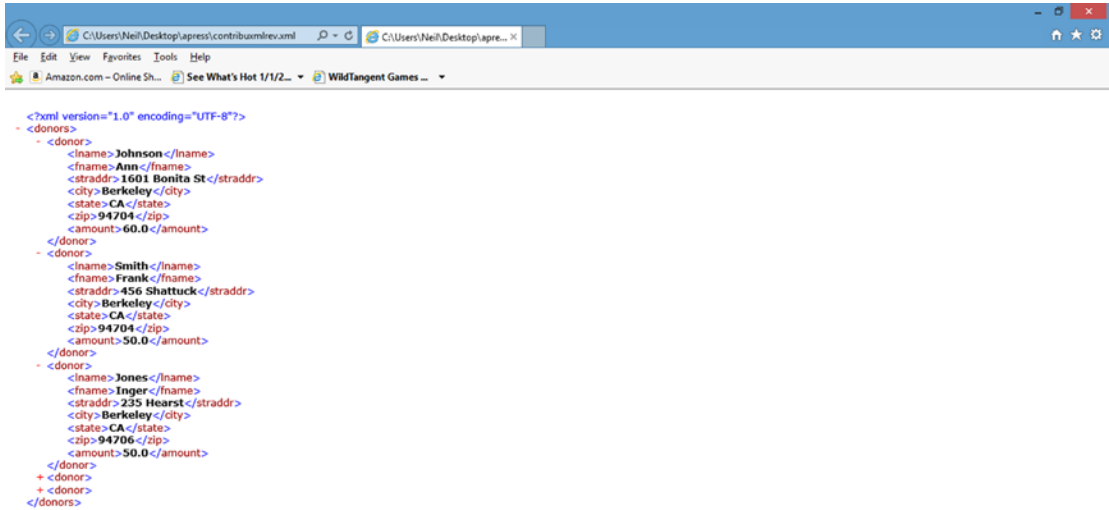 C:\Users\Neil\Desktop\apress\contribuxmlrev.xml
C:\Users\Neil\Desktop\apre...
File Edit View Favorites Tools Help
Amazon.com – Online Sh... See What's Hot 1/1/2... WildTangent Games ...
<?xml version="1.0" encoding="UTF-8"?>
- <donors>
- <donor>
<lname>Johnson</lname>
<fname>Ann</fname>
<straddr>1601 Bonita St</straddr>
<city>Berkeley</city>
<state>CA</state>
<zip>94704</zip>
<amount>60.0</amount>
</donor>
- <donor>
<lname>Smith</lname>
<fname>Frank</fname>
<straddr>456 Shattuck</straddr>
<city>Berkeley</city>
<state>CA</state>
<zip>94704</zip>
<amount>50.0</amount>
</donor>
- <donor>
<lname>Jones</lname>
<fname>Inger</fname>
<straddr>235 Hearst</straddr>
<city>Berkeley</city>
<state>CA</state>
<zip>94706</zip>
<amount>50.0</amount>
</donor>
+ <donor>
+ <donor>
</donors>